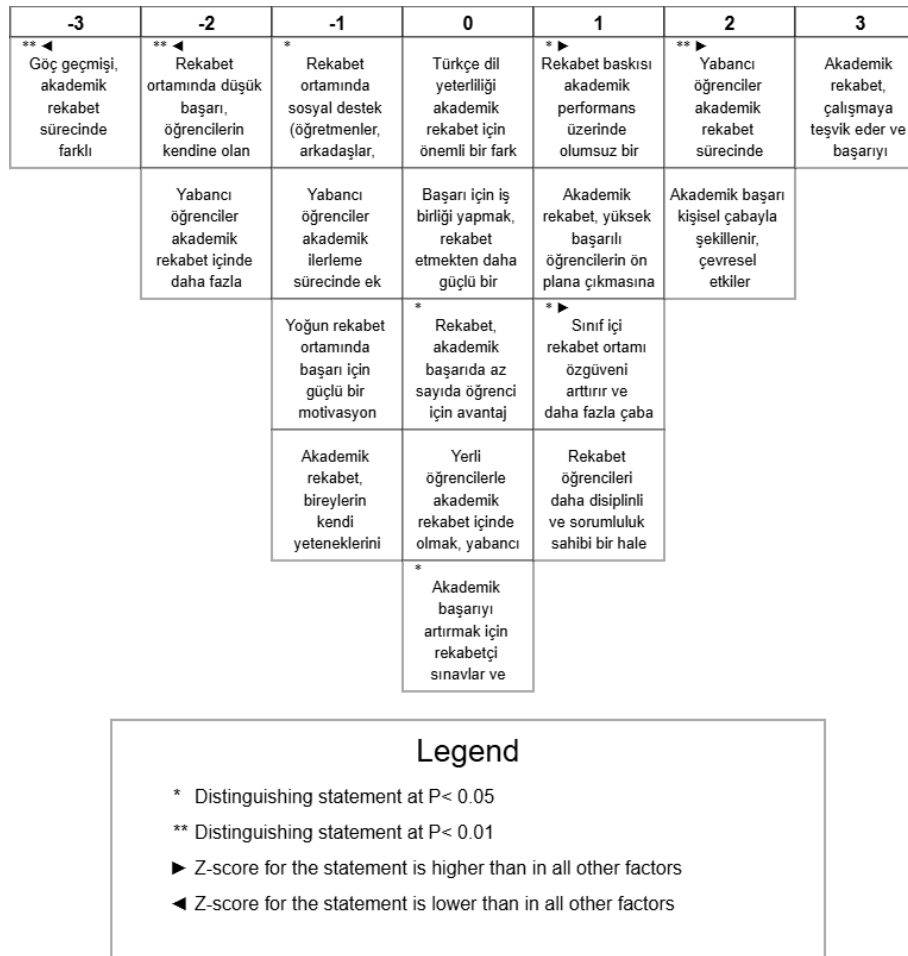 -3 -2 -1 0 1 2 3
** ◄
Göç geçmişi,
akademik
rekabet
sürecinde
farklı
** ◄
Rekabet
ortamında düşük
başarı,
öğrencilerin
kendine olan
*
Rekabet
ortamında
sosyal destek
(öğretmenler,
arkadaşlar,
Türkçe dil
yeterliliği
akademik
rekabet için
önemli bir fark
* ►
Rekabet baskısı
akademik
performans
üzerinde
olumsuz bir
** ►
Yabancı
öğrenciler
akademik
rekabet
sürecinde
Akademik
rekabet,
çalışmaya
teşvik eder ve
başarıyı
Yabancı
öğrenciler
akademik
rekabet içinde
daha fazla
Yabancı
öğrenciler
akademik
ilerleme
sürecinde ek
Başarı için iş
birliği yapmak,
rekabet
etmekten daha
güçlü bir
Akademik
rekabet, yüksek
başarılı
öğrencilerin ön
plana çıkmasına
Akademik başarı
kişisel çabayla
şekillenir,
çevresel
etkiler
Yoğun rekabet
ortamında
başarı için
güçlü bir
motivasyon
*
Rekabet,
akademik
başarıda az
sayıda öğrenci
için avantaj
* ►
Sınıf içi
rekabet ortamı
özgüveni
arttırır ve
daha fazla çaba
Akademik
rekabet,
bireylerin
kendi
yeteneklerini
Yerli
öğrencilerle
akademik
rekabet içinde
olmak, yabancı
Rekabet
öğrencileri
daha disiplinli
ve sorumluluk
sahibi bir hale
*
Akademik
başarıyı
artırmak için
rekabetçi
sınavlar ve
Legend
* Distinguishing statement at P< 0.05
** Distinguishing statement at P< 0.01
► Z-score for the statement is higher than in all other factors
◄ Z-score for the statement is lower than in all other factors